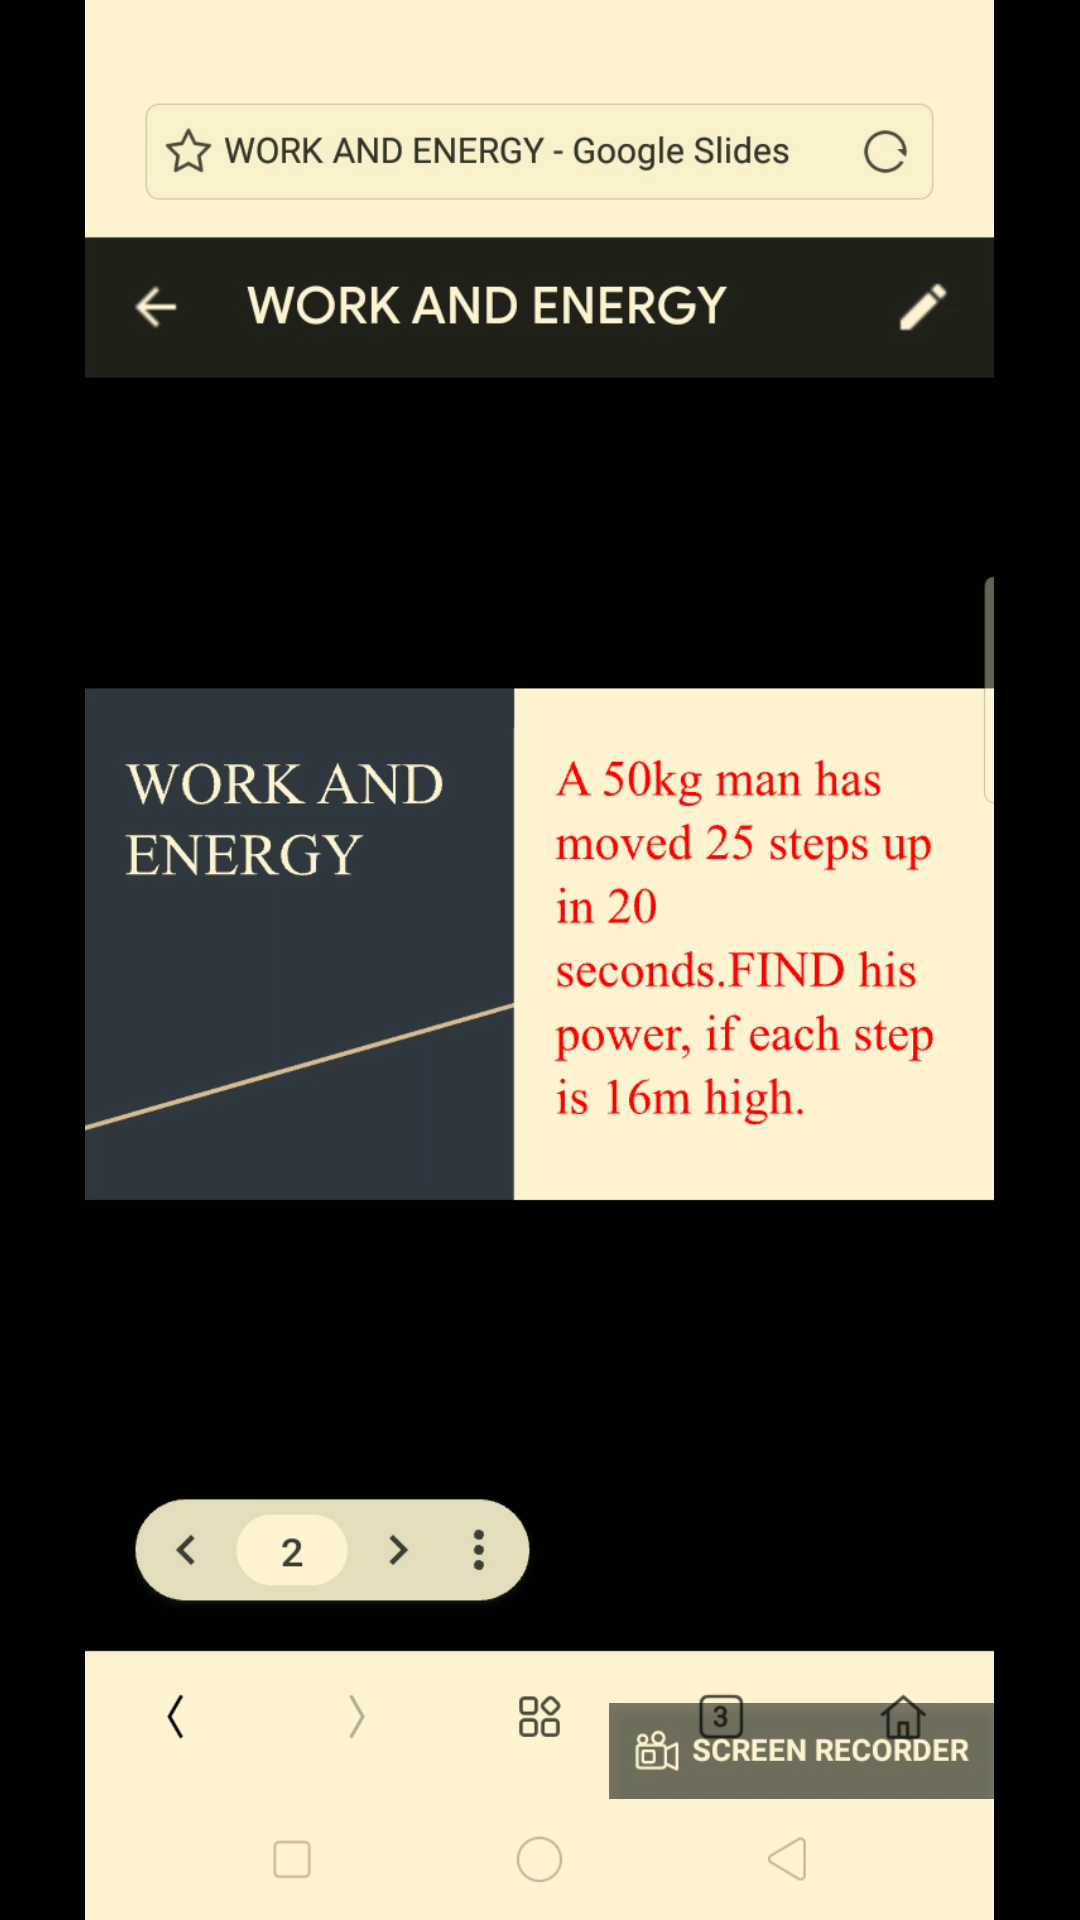 WORK AND ENERGY - Google Slides
WORK AND ENERGY
WORK AND
ENERGY
A 50kg man has
moved 25 steps up
in 20
seconds.FIND his
power, if each step
is 16m high.
2
3
SCREEN RECORDER